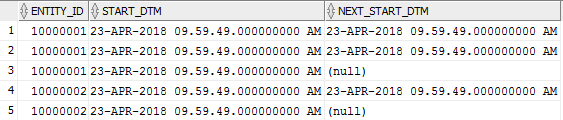 ENTITY_ID START_DTM NEXT_START_DTM
1 10000001 23-APR-2018 09.59.49.000000000 AM 23-APR-2018 09.59.49.000000000 AM
2 10000001 23-APR-2018 09.59.49.000000000 AM 23-APR-2018 09.59.49.000000000 AM
3 10000001 23-APR-2018 09.59.49.000000000 AM (null)
4 10000002 23-APR-2018 09.59.49.000000000 AM 23-APR-2018 09.59.49.000000000 AM
5 10000002 23-APR-2018 09.59.49.000000000 AM (null)